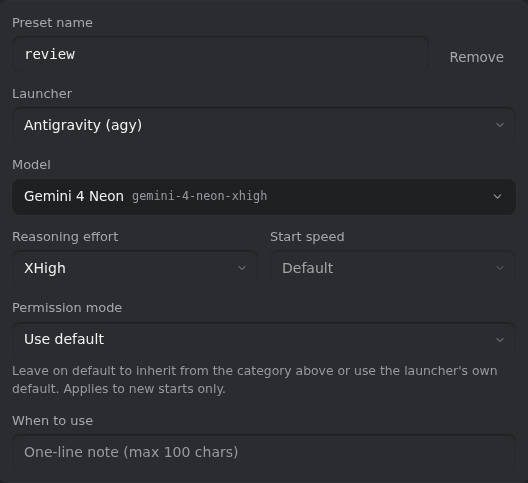 Preset name
review
Remove
Launcher
Antigravity (agy)
Model
Gemini 4 Neon gemini-4-neon-xhigh
Reasoning effort
Start speed
XHigh
Default
Permission mode
Use default
Leave on default to inherit from the category above or use the launcher's own
default. Applies to new starts only.
When to use
One-line note (max 100 chars)